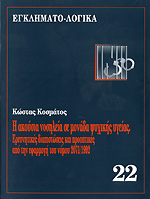 ΕΓΚΛΗΜΑΤΟ-ΛΟΓΙΚΑ
Κώστας Κοσμάτος
Η ακούσια νοσηλεία σε μονάδα ψυχικής υγείας.
Ερευνητικές διαπιστώσεις και προοπτικές
από την εφαρμογή του νόμου 2071/1992
22